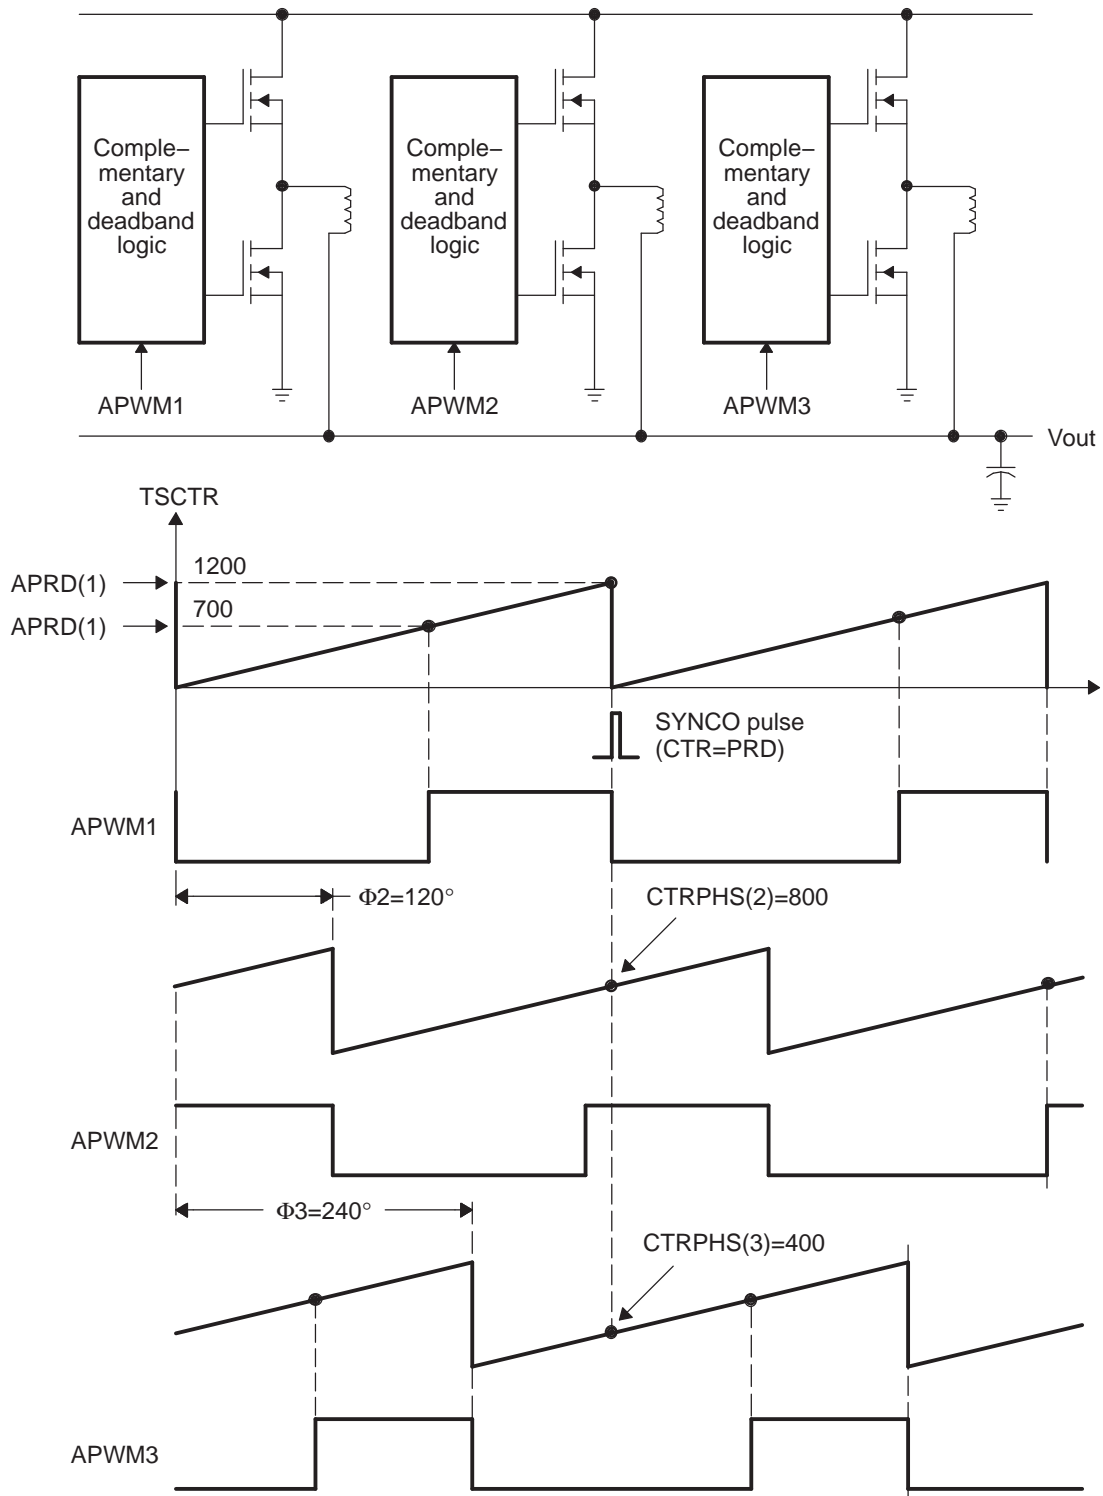 Comple−
mentary
and
deadband
logic
Comple−
mentary
and
deadband
logic
Comple−
mentary
and
deadband
logic
APWM1
APWM2
APWM3
Vout
TSCTR
APRD(1)
1200
APRD(1)
700
SYNCO pulse
(CTR=PRD)
APWM1
Φ2=120°
CTRPHS(2)=800
APWM2
Φ3=240°
CTRPHS(3)=400
APWM3